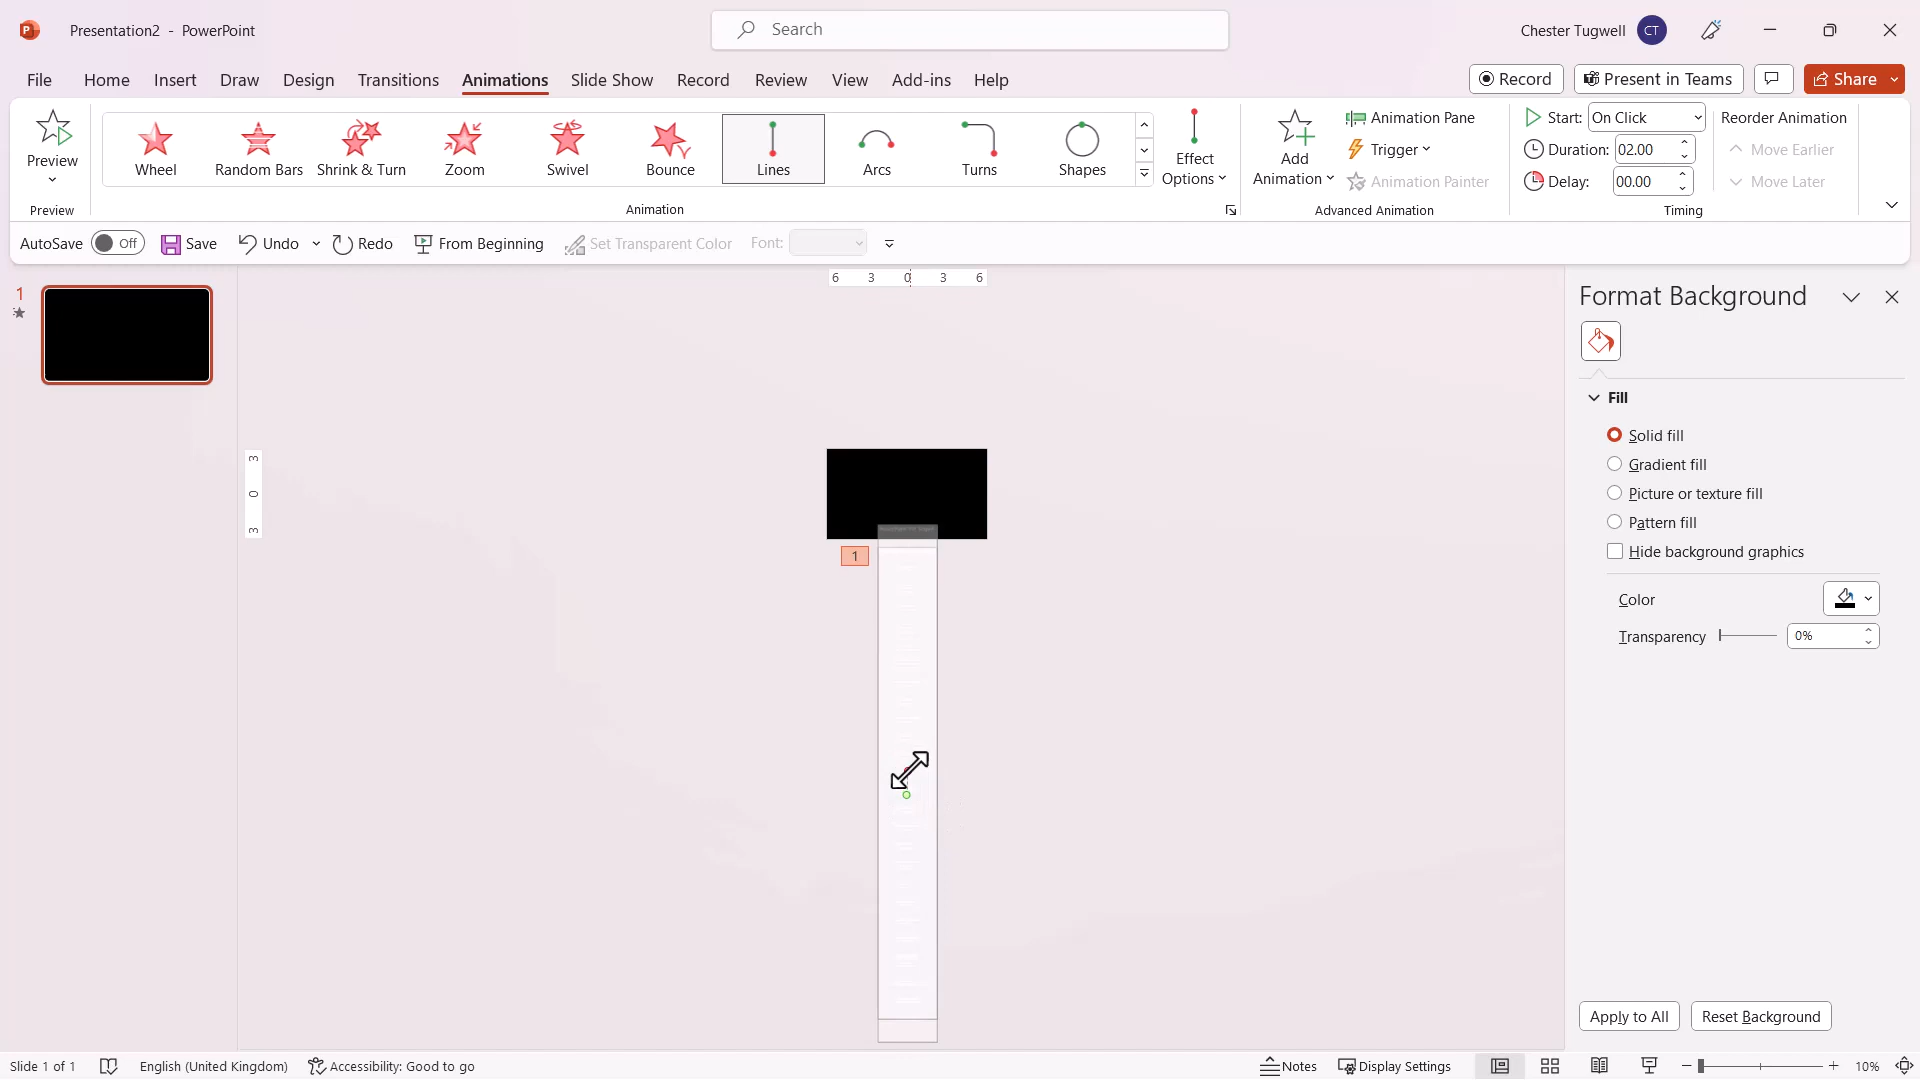 Presentation2 - PowerPoint
Search
Chester Tugwell CT
File Home Insert Draw Design Transitions Animations Slide Show Record Review View Add-ins Help
Record Present in Teams Share
Preview
Preview
Wheel Random Bars Shrink & Turn Zoom Swivel Bounce Lines Arcs Turns Shapes
Animation
Effect Options
Add Animation
Animation Pane
Trigger
Animation Painter
Advanced Animation
Start: On Click
Duration: 02.00
Delay: 00.00
Timing
Reorder Animation
Move Earlier
Move Later
AutoSave Off Save Undo Redo From Beginning Set Transparent Color Font:
6 3 0 3 6
3 0 3
1
1
Format Background
Fill
Solid fill
Gradient fill
Picture or texture fill
Pattern fill
Hide background graphics
Color
Transparency 0%
Apply to All Reset Background
Slide 1 of 1 English (United Kingdom) Accessibility: Good to go Notes Display Settings 10%